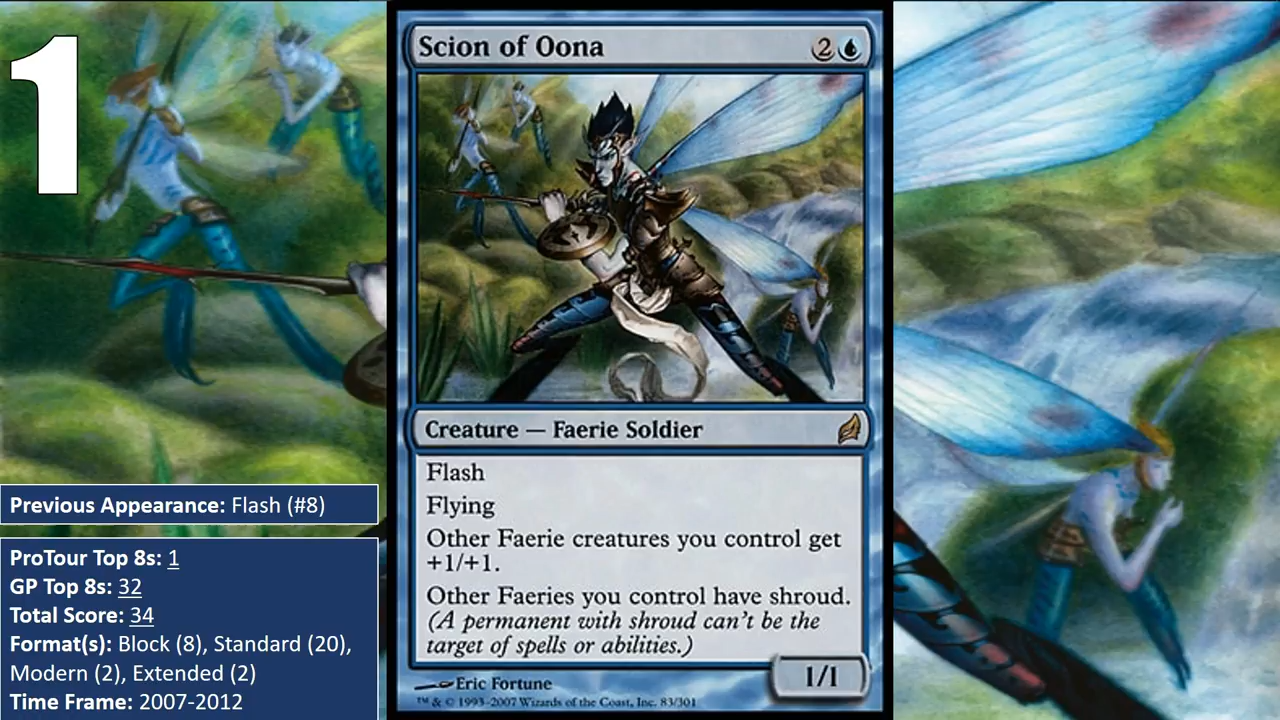 1
Scion of Oona 2
Creature — Faerie Soldier
Flash
Flying
Other Faerie creatures you control get
+1/+1.
Other Faeries you control have shroud.
(A permanent with shroud can't be the
target of spells or abilities.)
1/1
Eric Fortune
™ & © 1993–2007 Wizards of the Coast, Inc. 83/301
Previous Appearance: Flash (#8)
ProTour Top 8s: 1
GP Top 8s: 32
Total Score: 34
Format(s): Block (8), Standard (20),
Modern (2), Extended (2)
Time Frame: 2007-2012